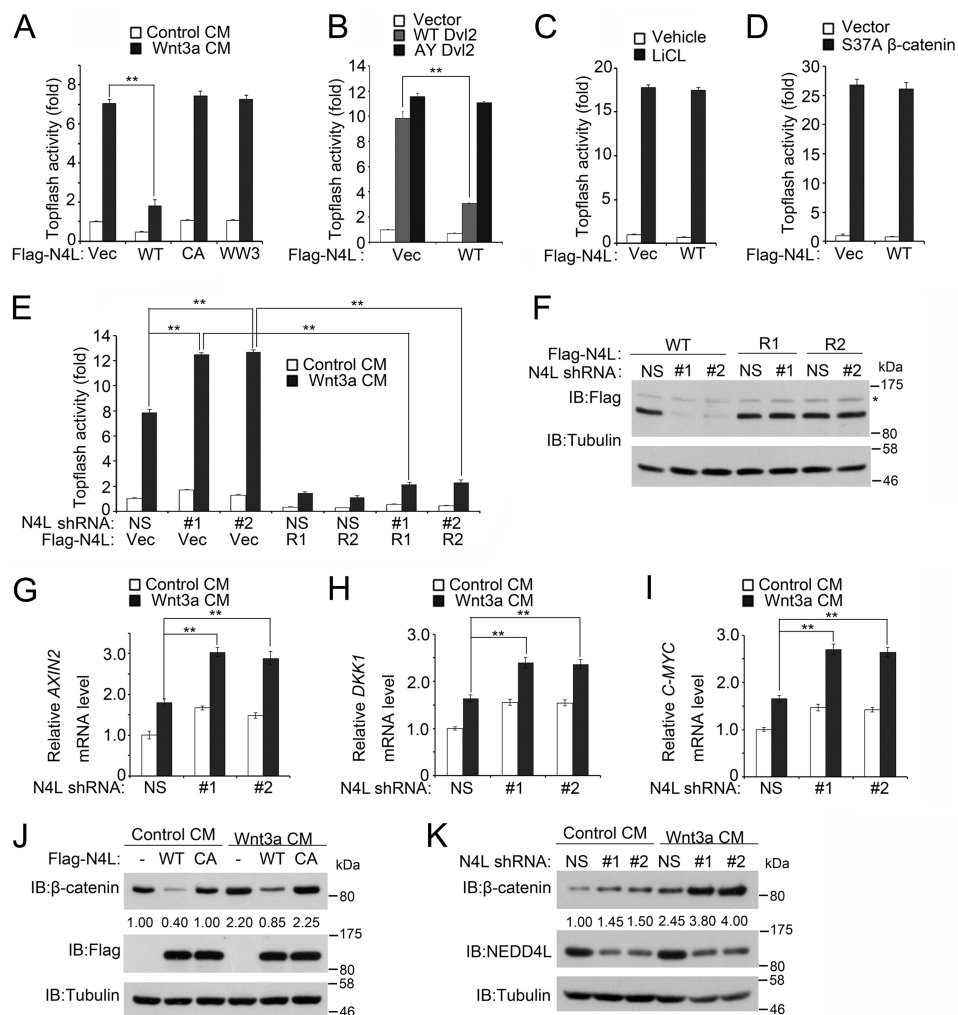 A
Control CM
Wnt3a CM
**
Topflash activity (fold)
8
6
4
2
0
Flag-N4L: Vec WT CA WW3
B
Vector
WT Dvl2
AY Dvl2
**
Topflash activity (fold)
14
12
10
8
6
4
2
0
Flag-N4L: Vec WT
C
Vehicle
LiCL
Topflash activity (fold)
20
15
10
5
0
Flag-N4L: Vec WT
D
Vector
S37A β-catenin
Topflash activity (fold)
30
25
20
15
10
5
0
Flag-N4L: Vec WT
E
** **
** **
Control CM
Wnt3a CM
Topflash activity (fold)
14
12
10
8
6
4
2
0
N4L shRNA: NS #1 #2 NS NS #1 #2
Flag-N4L: Vec Vec Vec R1 R2 R1 R2
F
Flag-N4L: WT R1 R2
N4L shRNA: NS #1 #2 NS #1 NS #2 kDa
IB:Flag
175
*
80
IB:Tubulin
58
46
G
Control CM
Wnt3a CM
**
**
Relative AXIN2
mRNA level
3.0
2.0
1.0
0
N4L shRNA: NS #1 #2
H
Control CM
Wnt3a CM
**
**
Relative DKK1
mRNA level
3.0
2.0
1.0
0
N4L shRNA: NS #1 #2
I
Control CM
Wnt3a CM
**
**
Relative C-MYC
mRNA level
3.0
2.0
1.0
0
N4L shRNA: NS #1 #2
J
Control CM Wnt3a CM
Flag-N4L: - WT CA - WT CA kDa
IB:β-catenin
80
1.00 0.40 1.00 2.20 0.85 2.25
175
IB:Flag
80
58
IB:Tubulin
46
K
Control CM Wnt3a CM
N4L shRNA: NS #1 #2 NS #1 #2 kDa
IB:β-catenin
80
1.00 1.45 1.50 2.45 3.80 4.00
175
IB:NEDD4L
80
58
IB:Tubulin
46